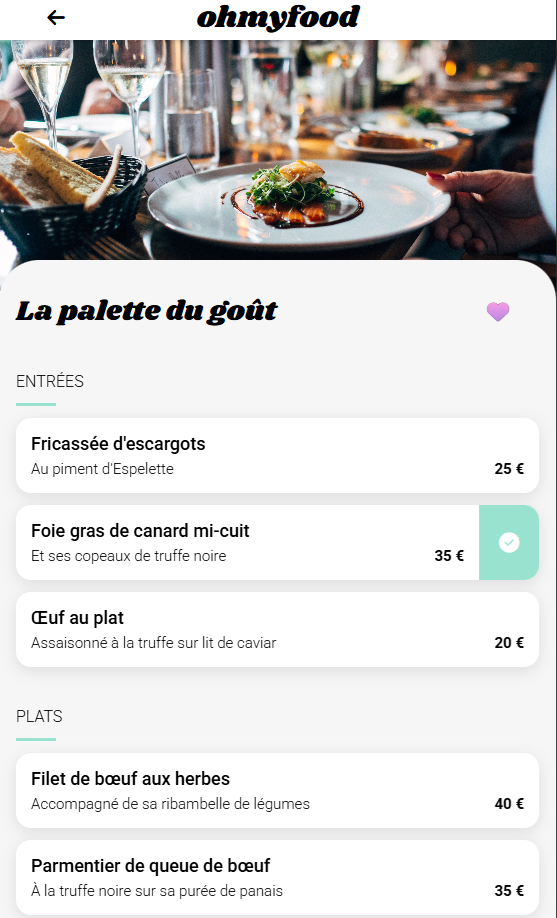 ohmyfood
La palette du goût
ENTRÉES
Fricassée d'escargots
Au piment d'Espelette
25 €
Foie gras de canard mi-cuit
Et ses copeaux de truffe noire
35 €
Œuf au plat
Assaisonné à la truffe sur lit de caviar
20 €
PLATS
Filet de bœuf aux herbes
Accompagné de sa ribambelle de légumes
40 €
Parmentier de queue de bœuf
À la truffe noire sur sa purée de panais
35 €